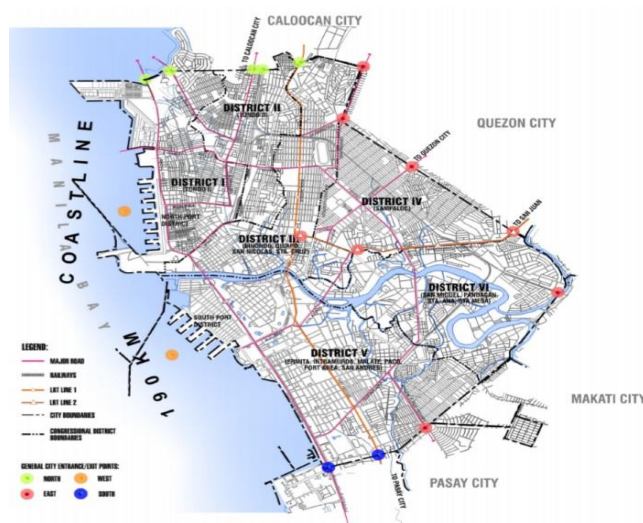 CALOOCAN CITY
TO CALOOCAN CITY
DISTRICT II
(TONDO II)
QUEZON CITY
TO QUEZON CITY
COASTLINE
MANILA BAY
DISTRICT I
(TONDO I)
DISTRICT IV
(SAMPALOC)
NORTH PORT
DISTRICT
TO SAN JUAN
DISTRICT III
(BINONDO, QUIAPO,
SAN NICOLAS, STA. CRUZ)
DISTRICT VI
(SAN MIGUEL, PANDACAN,
STA. ANA, STA. MESA)
SOUTH PORT
DISTRICT
190 KM
DISTRICT V
(ERMITA, INTRAMUROS, MALATE, PACO,
PORT AREA, SAN ANDRES)
MAKATI CITY
LEGEND:
MAJOR ROAD
RAILWAYS
LRT LINE 1
LRT LINE 2
CITY BOUNDARIES
CONGRESSIONAL DISTRICT
BOUNDARIES
GENERAL CITY ENTRANCE/EXIT POINTS:
NORTH
WEST
EAST
SOUTH
TO PASAY CITY
PASAY CITY